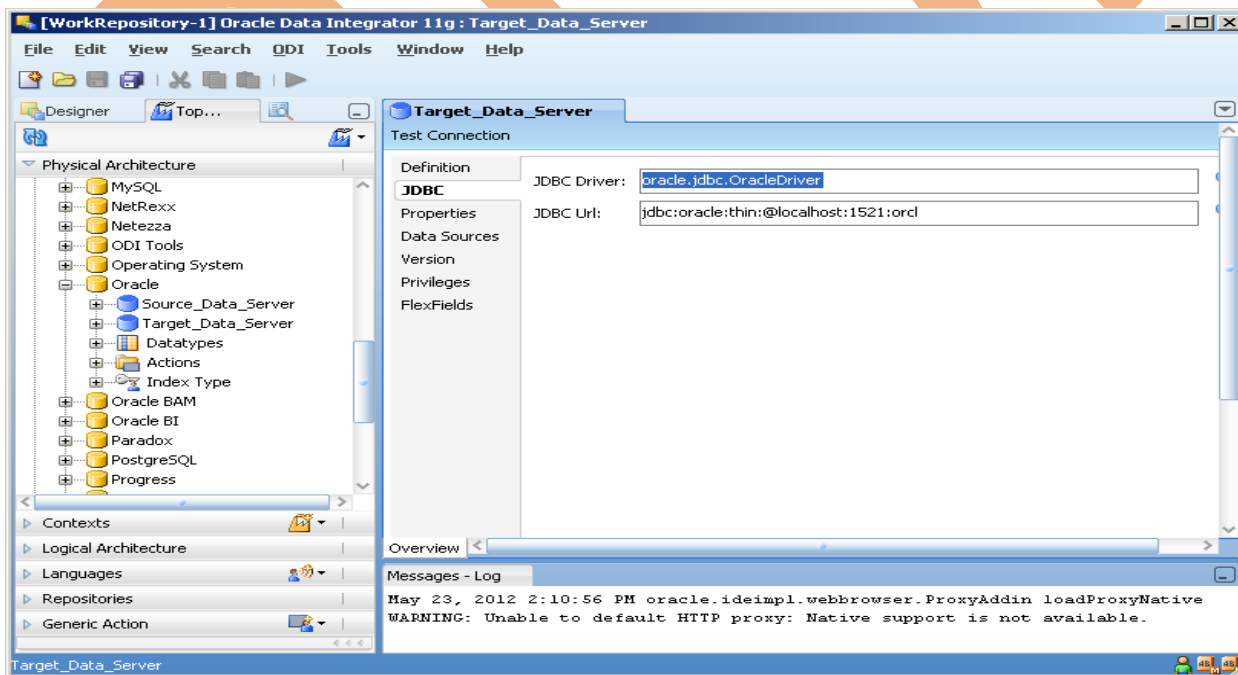 [WorkRepository-1] Oracle Data Integrator 11g : Target_Data_Server
File Edit View Search ODI Tools Window Help
Designer
Top...
Physical Architecture
MySQL
NetRexx
Netezza
ODI Tools
Operating System
Oracle
Source_Data_Server
Target_Data_Server
Datatypes
Actions
Index Type
Oracle BAM
Oracle BI
Paradox
PostgreSQL
Progress
Contexts
Logical Architecture
Languages
Repositories
Generic Action
<<<
Target_Data_Server
Test Connection
Definition
JDBC
Properties
Data Sources
Version
Privileges
FlexFields
JDBC Driver: oracle.jdbc.OracleDriver
JDBC Url: jdbc:oracle:thin:@localhost:1521:orcl
Overview
Messages - Log
May 23, 2012 2:10:56 PM oracle.ideimpl.webbrowser.ProxyAddin loadProxyNative
WARNING: Unable to default HTTP proxy: Native support is not available.
Target_Data_Server